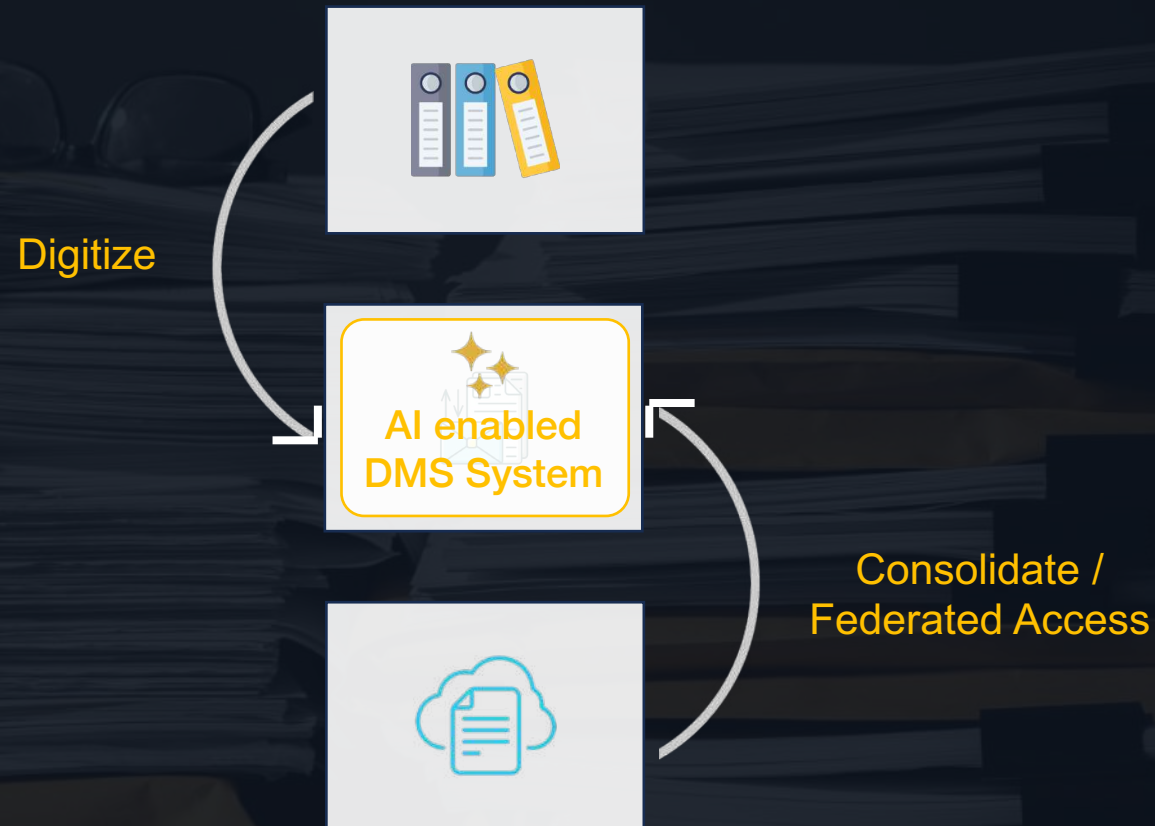 Digitize
AI enabled
DMS System
Consolidate /
Federated Access